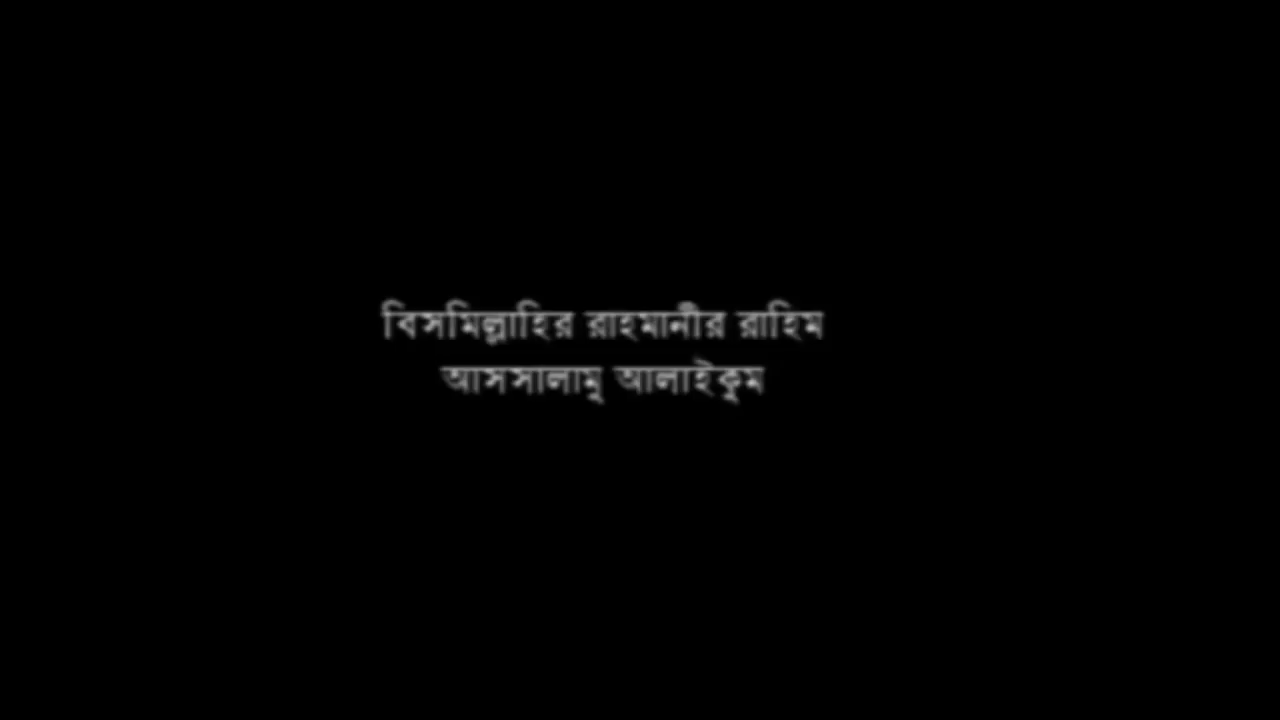 বিসমিল্লাহির রাহমানীর রাহিম
আসসালামু আলাইকুম